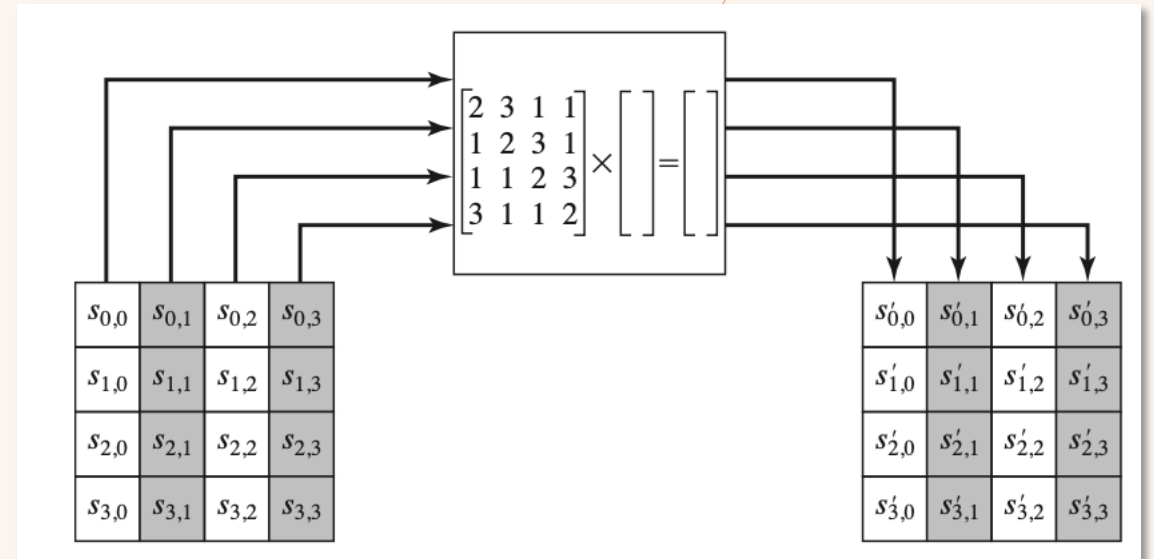 2 3 1 1
1 2 3 1
1 1 2 3
3 1 1 2
× =
s0,0 s0,1 s0,2 s0,3
s1,0 s1,1 s1,2 s1,3
s2,0 s2,1 s2,2 s2,3
s3,0 s3,1 s3,2 s3,3
s′0,0 s′0,1 s′0,2 s′0,3
s′1,0 s′1,1 s′1,2 s′1,3
s′2,0 s′2,1 s′2,2 s′2,3
s′3,0 s′3,1 s′3,2 s′3,3